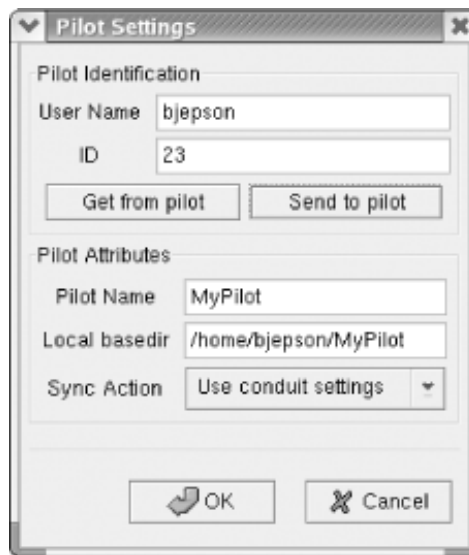 Pilot Settings
Pilot Identification
User Name bjepson
ID 23
Get from pilot Send to pilot
Pilot Attributes
Pilot Name MyPilot
Local basedir /home/bjepson/MyPilot
Sync Action Use conduit settings
OK Cancel